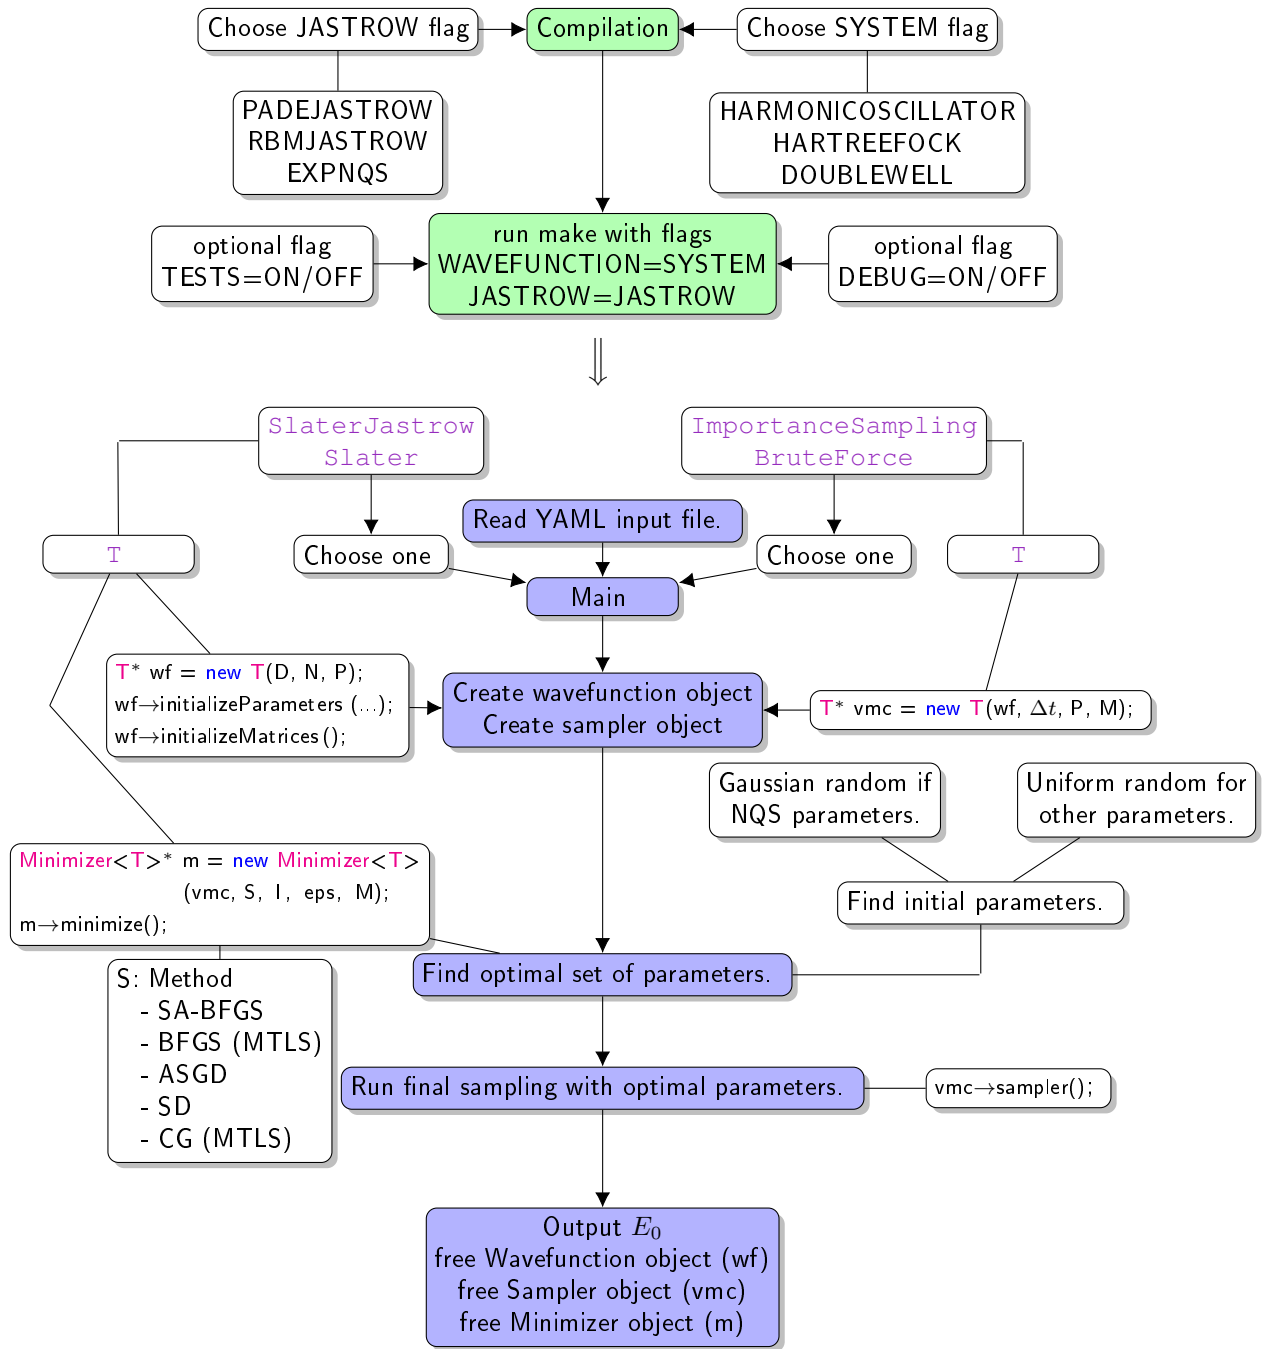 Choose JASTROW flag
Compilation
Choose SYSTEM flag
PADEJASTROW
RBMJASTROW
EXPNQS
HARMONICOSCILLATOR
HARTREEFOCK
DOUBLEWELL
optional flag
TESTS=ON/OFF
run make with flags
WAVEFUNCTION=SYSTEM
JASTROW=JASTROW
optional flag
DEBUG=ON/OFF
⇓
SlaterJastrow
Slater
ImportanceSampling
BruteForce
Read YAML input file.
T
Choose one
Choose one
T
Main
T* wf = new T(D, N, P);
wf→initializeParameters (...);
wf→initializeMatrices ();
Create wavefunction object
Create sampler object
T* vmc = new T(wf, Δt, P, M);
Gaussian random if
NQS parameters.
Uniform random for
other parameters.
Minimizer<T>* m = new Minimizer<T>
(vmc, S, I, eps, M);
m→minimize();
Find initial parameters.
Find optimal set of parameters.
S: Method
- SA-BFGS
- BFGS (MTLS)
- ASGD
- SD
- CG (MTLS)
Run final sampling with optimal parameters.
vmc→sampler();
Output E₀
free Wavefunction object (wf)
free Sampler object (vmc)
free Minimizer object (m)